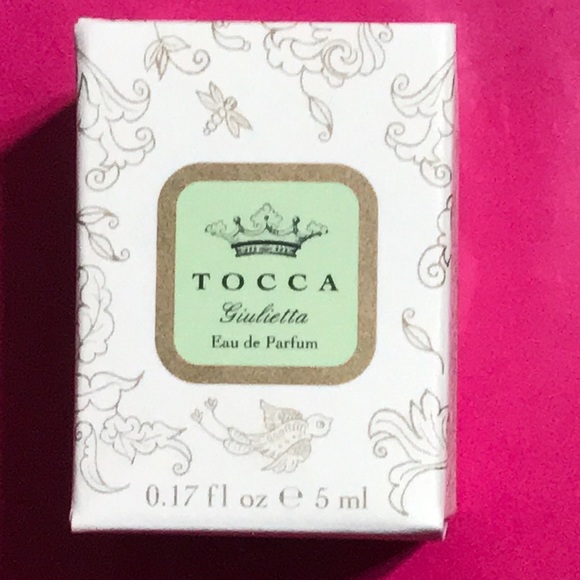 TOCCA
Giulietta
Eau de Parfum
0.17 fl oz ℮ 5 ml